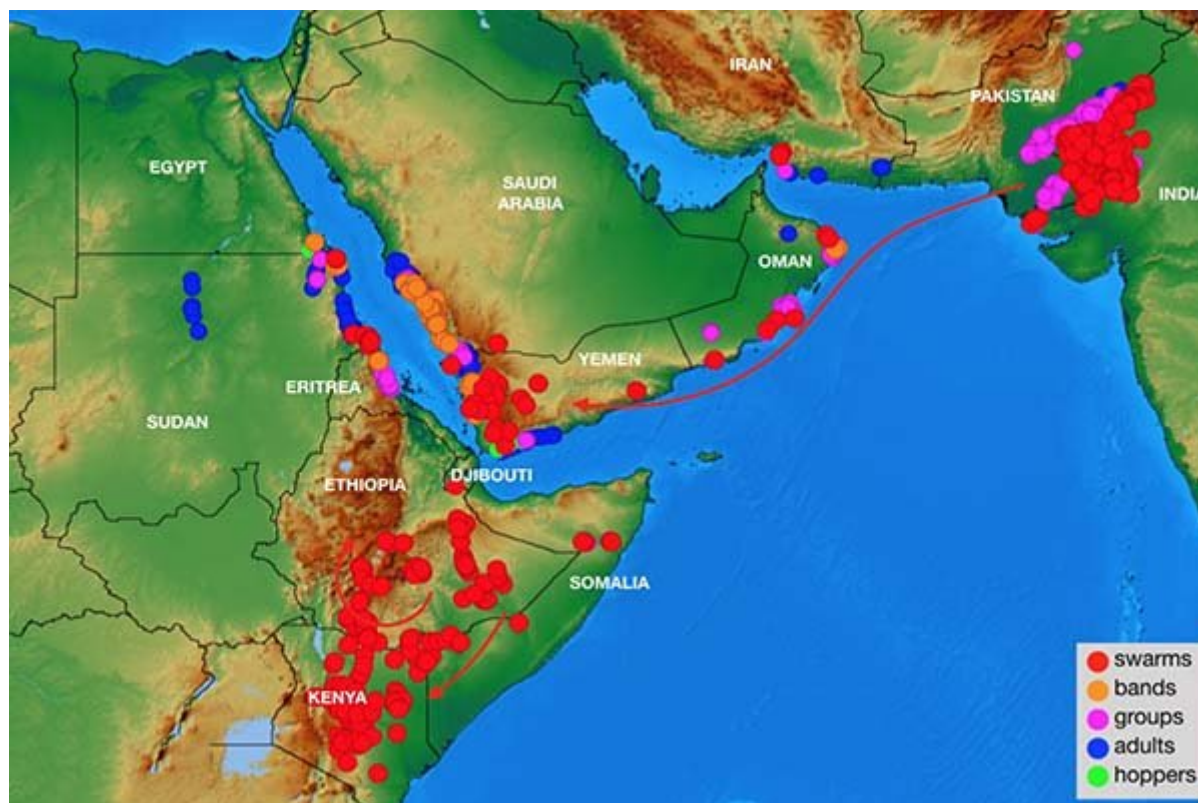 IRAN
PAKISTAN
EGYPT
SAUDI
ARABIA
INDIA
OMAN
YEMEN
ERITREA
SUDAN
DJIBOUTI
ETHIOPIA
SOMALIA
KENYA
swarms
bands
groups
adults
hoppers